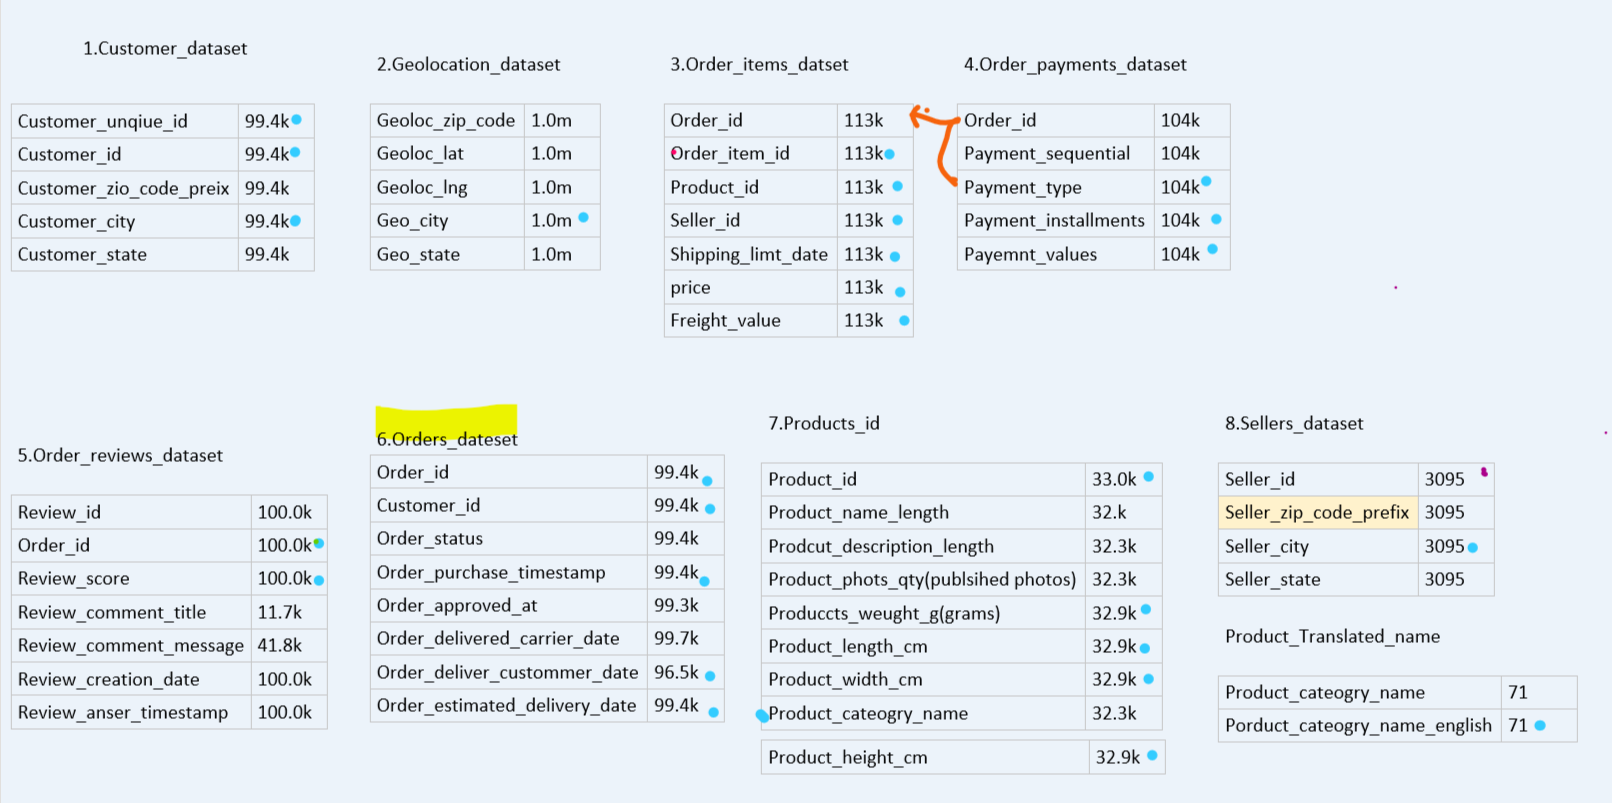 1.Customer_dataset
Customer_unqiue_id 99.4k
Customer_id 99.4k
Customer_zio_code_preix 99.4k
Customer_city 99.4k
Customer_state 99.4k
2.Geolocation_dataset
Geoloc_zip_code 1.0m
Geoloc_lat 1.0m
Geoloc_lng 1.0m
Geo_city 1.0m
Geo_state 1.0m
3.Order_items_datset
Order_id 113k
Order_item_id 113k
Product_id 113k
Seller_id 113k
Shipping_limt_date 113k
price 113k
Freight_value 113k
4.Order_payments_dataset
Order_id 104k
Payment_sequential 104k
Payment_type 104k
Payment_installments 104k
Payemnt_values 104k
5.Order_reviews_dataset
Review_id 100.0k
Order_id 100.0k
Review_score 100.0k
Review_comment_title 11.7k
Review_comment_message 41.8k
Review_creation_date 100.0k
Review_anser_timestamp 100.0k
6.Orders_dateset
Order_id 99.4k
Customer_id 99.4k
Order_status 99.4k
Order_purchase_timestamp 99.4k
Order_approved_at 99.3k
Order_delivered_carrier_date 99.7k
Order_deliver_custommer_date 96.5k
Order_estimated_delivery_date 99.4k
7.Products_id
Product_id 33.0k
Product_name_length 32.k
Prodcut_description_length 32.3k
Product_phots_qty(publsihed photos) 32.3k
Produccts_weught_g(grams) 32.9k
Product_length_cm 32.9k
Product_width_cm 32.9k
Product_cateogry_name 32.3k
Product_height_cm 32.9k
8.Sellers_dataset
Seller_id 3095
Seller_zip_code_prefix 3095
Seller_city 3095
Seller_state 3095
Product_Translated_name
Product_cateogry_name 71
Porduct_cateogry_name_english 71